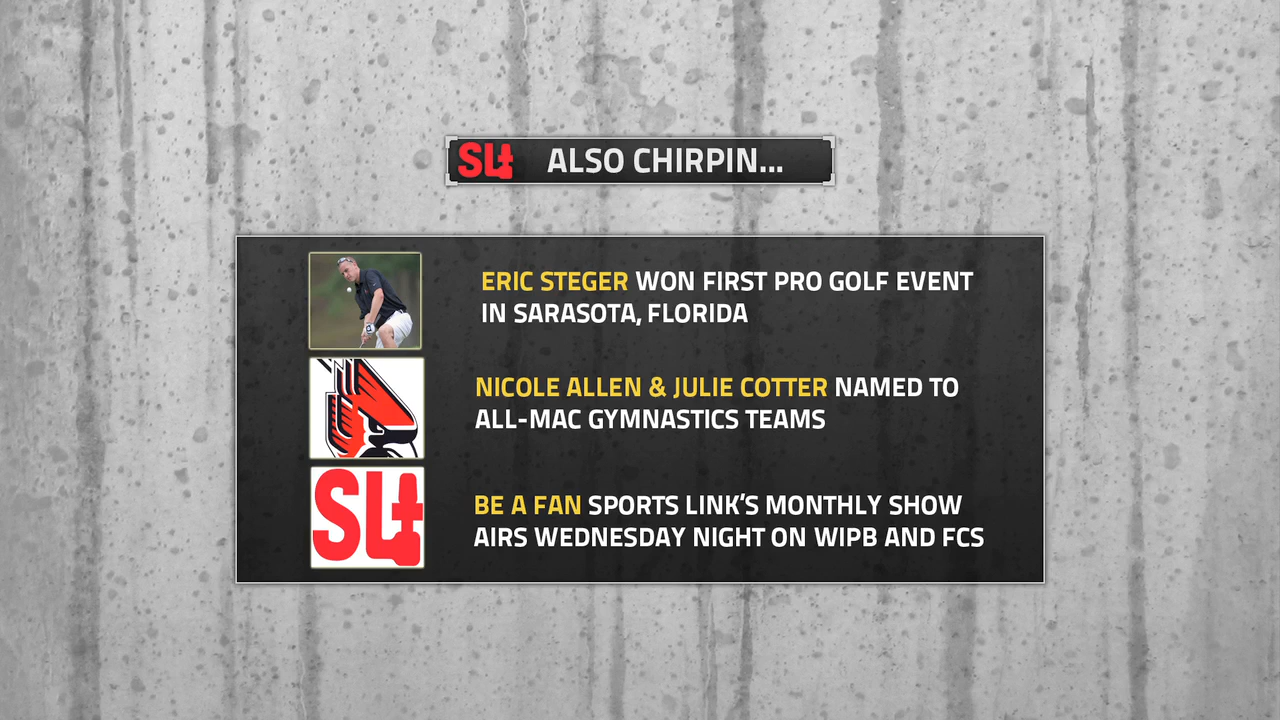 SL ALSO CHIRPIN...
ERIC STEGER WON FIRST PRO GOLF EVENT
IN SARASOTA, FLORIDA
NICOLE ALLEN & JULIE COTTER NAMED TO
ALL-MAC GYMNASTICS TEAMS
SL
BE A FAN SPORTS LINK'S MONTHLY SHOW
AIRS WEDNESDAY NIGHT ON WIPB AND FCS